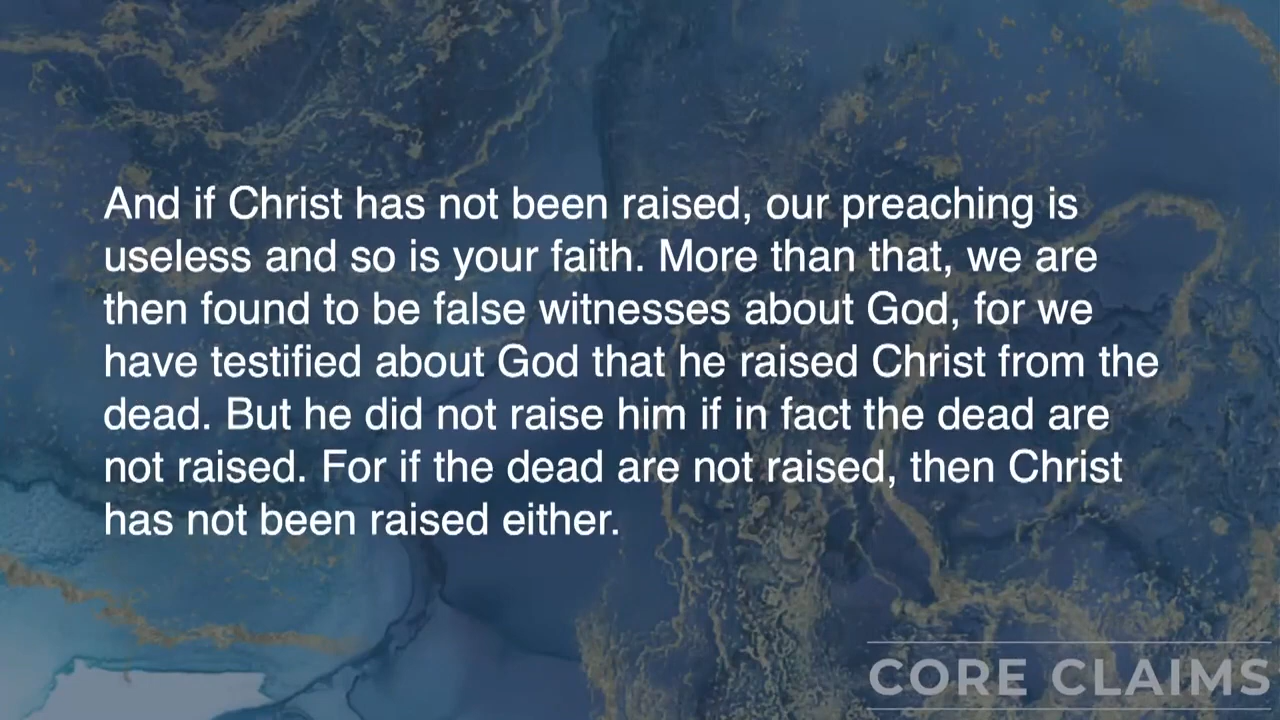 And if Christ has not been raised, our preaching is
useless and so is your faith. More than that, we are
then found to be false witnesses about God, for we
have testified about God that he raised Christ from the
dead. But he did not raise him if in fact the dead are
not raised. For if the dead are not raised, then Christ
has not been raised either.
CORE CLAIMS